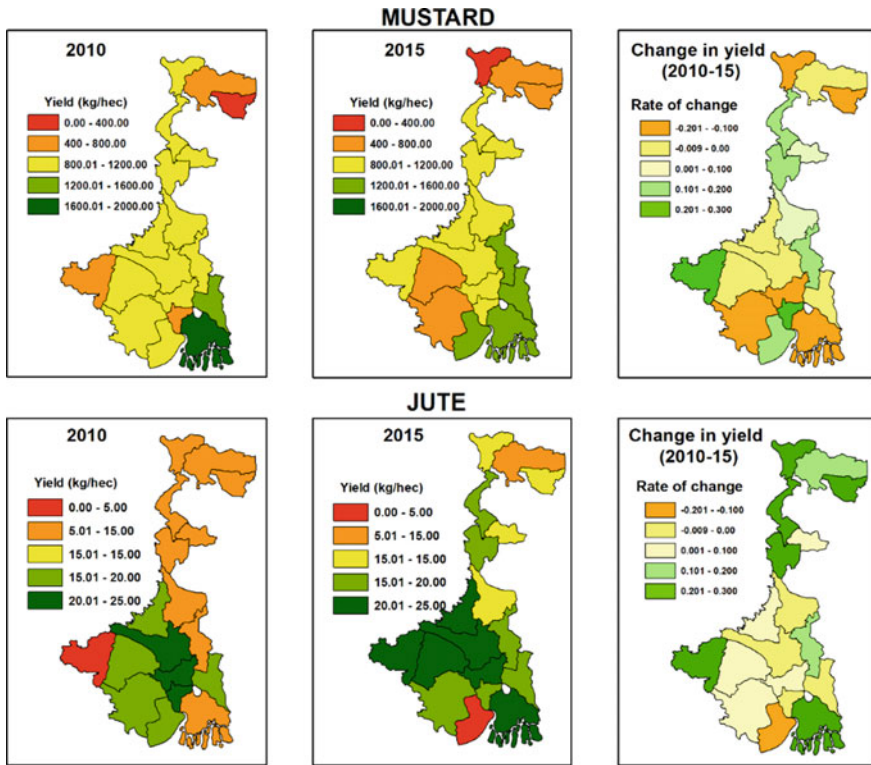 MUSTARD
2010
Yield (kg/hec)
0.00 - 400.00
400 - 800.00
800.01 - 1200.00
1200.01 - 1600.00
1600.01 - 2000.00
2015
Yield (kg/hec)
0.00 - 400.00
400 - 800.00
800.01 - 1200.00
1200.01 - 1600.00
1600.01 - 2000.00
Change in yield
(2010-15)
Rate of change
-0.201 - -0.100
-0.009 - 0.00
0.001 - 0.100
0.101 - 0.200
0.201 - 0.300
JUTE
2010
Yield (kg/hec)
0.00 - 5.00
5.01 - 15.00
15.01 - 15.00
15.01 - 20.00
20.01 - 25.00
2015
Yield (kg/hec)
0.00 - 5.00
5.01 - 15.00
15.01 - 15.00
15.01 - 20.00
20.01 - 25.00
Change in yield
(2010-15)
Rate of change
-0.201 - -0.100
-0.009 - 0.00
0.001 - 0.100
0.101 - 0.200
0.201 - 0.300